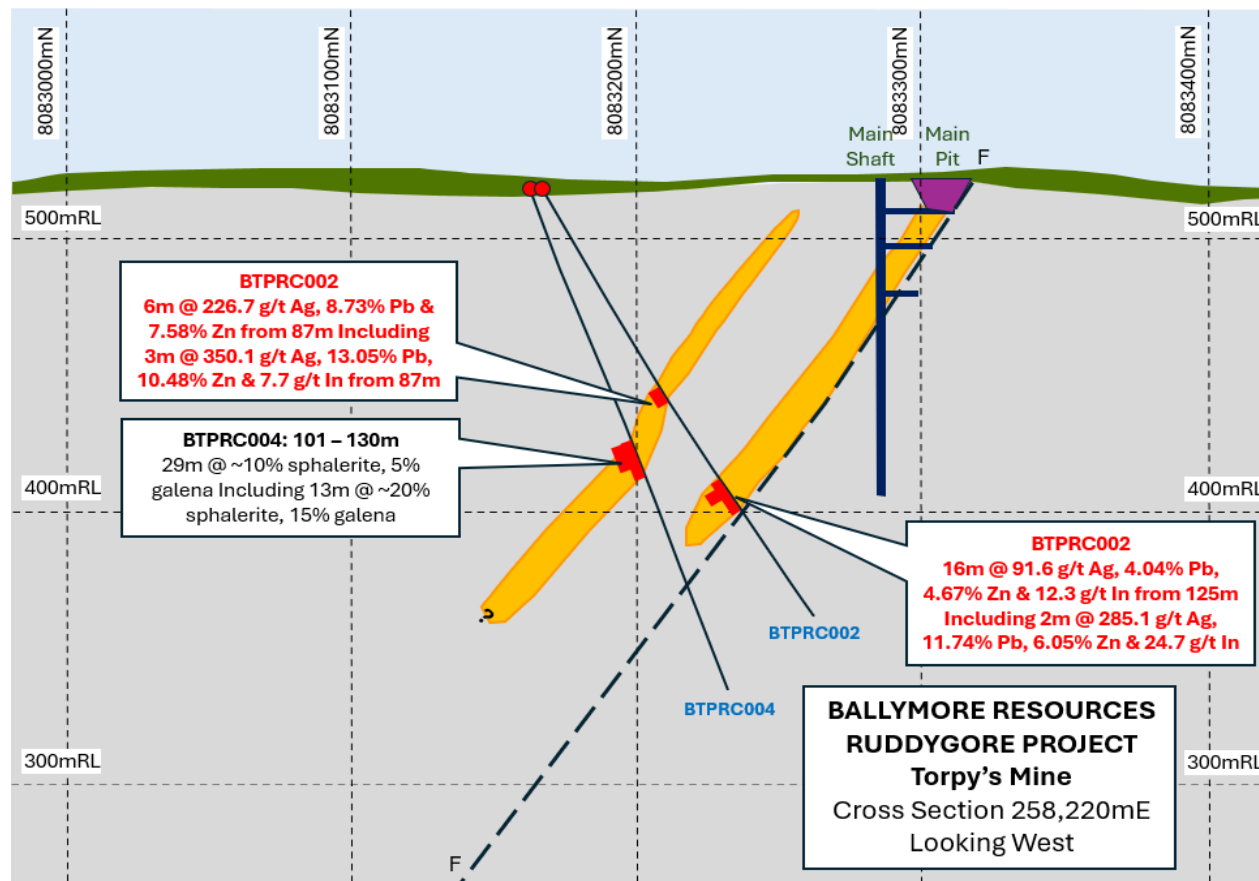 8083000mN
8083100mN
8083200mN
8083300mN
8083400mN
Main
Shaft
Main
Pit
F
500mRL
500mRL
BTPRC002
6m @ 226.7 g/t Ag, 8.73% Pb &
7.58% Zn from 87m Including
3m @ 350.1 g/t Ag, 13.05% Pb,
10.48% Zn & 7.7 g/t In from 87m
BTPRC004: 101 – 130m
29m @ ~10% sphalerite, 5%
galena Including 13m @ ~20%
sphalerite, 15% galena
400mRL
400mRL
BTPRC002
16m @ 91.6 g/t Ag, 4.04% Pb,
4.67% Zn & 12.3 g/t In from 125m
Including 2m @ 285.1 g/t Ag,
11.74% Pb, 6.05% Zn & 24.7 g/t In
?
BTPRC002
BTPRC004
BALLYMORE RESOURCES
RUDDYGORE PROJECT
Torpy’s Mine
Cross Section 258,220mE
Looking West
300mRL
300mRL
F